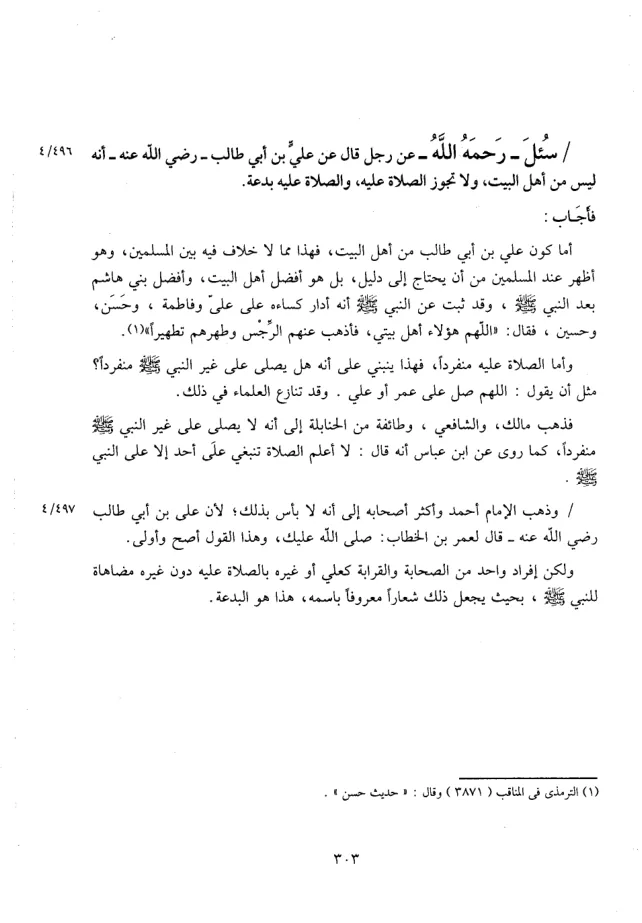 / سُئِلَ ـ رَحمَهُ اللَّهُ ـ عن رجل قال عن عليِّ بن أبي طالب ـ رضي الله عنه ـ أنه ٤/٤٩٦
ليس من أهل البيت، ولا تجوز الصلاة عليه، والصلاة عليه بدعة.
فأجَاب :
أما كون علي بن أبي طالب من أهل البيت، فهذا مما لا خلاف فيه بين المسلمين، وهو
أظهر عند المسلمين من أن يحتاج إلى دليل، بل هو أفضل أهل البيت، وأفضل بني هاشم
بعد النبي ﷺ ، وقد ثبت عن النبي ﷺ أنه أدار كساءه على علىّ وفاطمة ، وحَسَن،
وحسين ، فقال: «اللّهم هؤلاء أهل بيتي، فأذهب عنهم الرِّجْس وطهرهم تطهيراً»(١).
وأما الصلاة عليه منفرداً، فهذا ينبني على أنه هل يصلى على غير النبي ﷺ منفرداً؟
مثل أن يقول : اللهم صل على عمر أو علي . وقد تنازع العلماء في ذلك.
فذهب مالك، والشافعي ، وطائفة من الحنابلة إلى أنه لا يصلى على غير النبي ﷺ
منفرداً، كما روى عن ابن عباس أنه قال : لا أعلم الصلاة تنبغي علَى أحد إلا على النبي
ﷺ .
/ وذهب الإمام أحمد وأكثر أصحابه إلى أنه لا بأس بذلك؛ لأن على بن أبي طالب ٤/٤٩٧
رضي الله عنه ـ قال لعمر بن الخطاب: صلى الله عليك، وهذا القول أصح وأولى.
ولكن إفراد واحد من الصحابة والقرابة كعلي أو غيره بالصلاة عليه دون غيره مضاهاة
للنبي ﷺ ، بحيث يجعل ذلك شعاراً معروفاً باسمه، هذا هو البدعة.
(١) الترمذى فى المناقب ( ٣٨٧١ ) وقال : « حديث حسن » .
٣٠٣